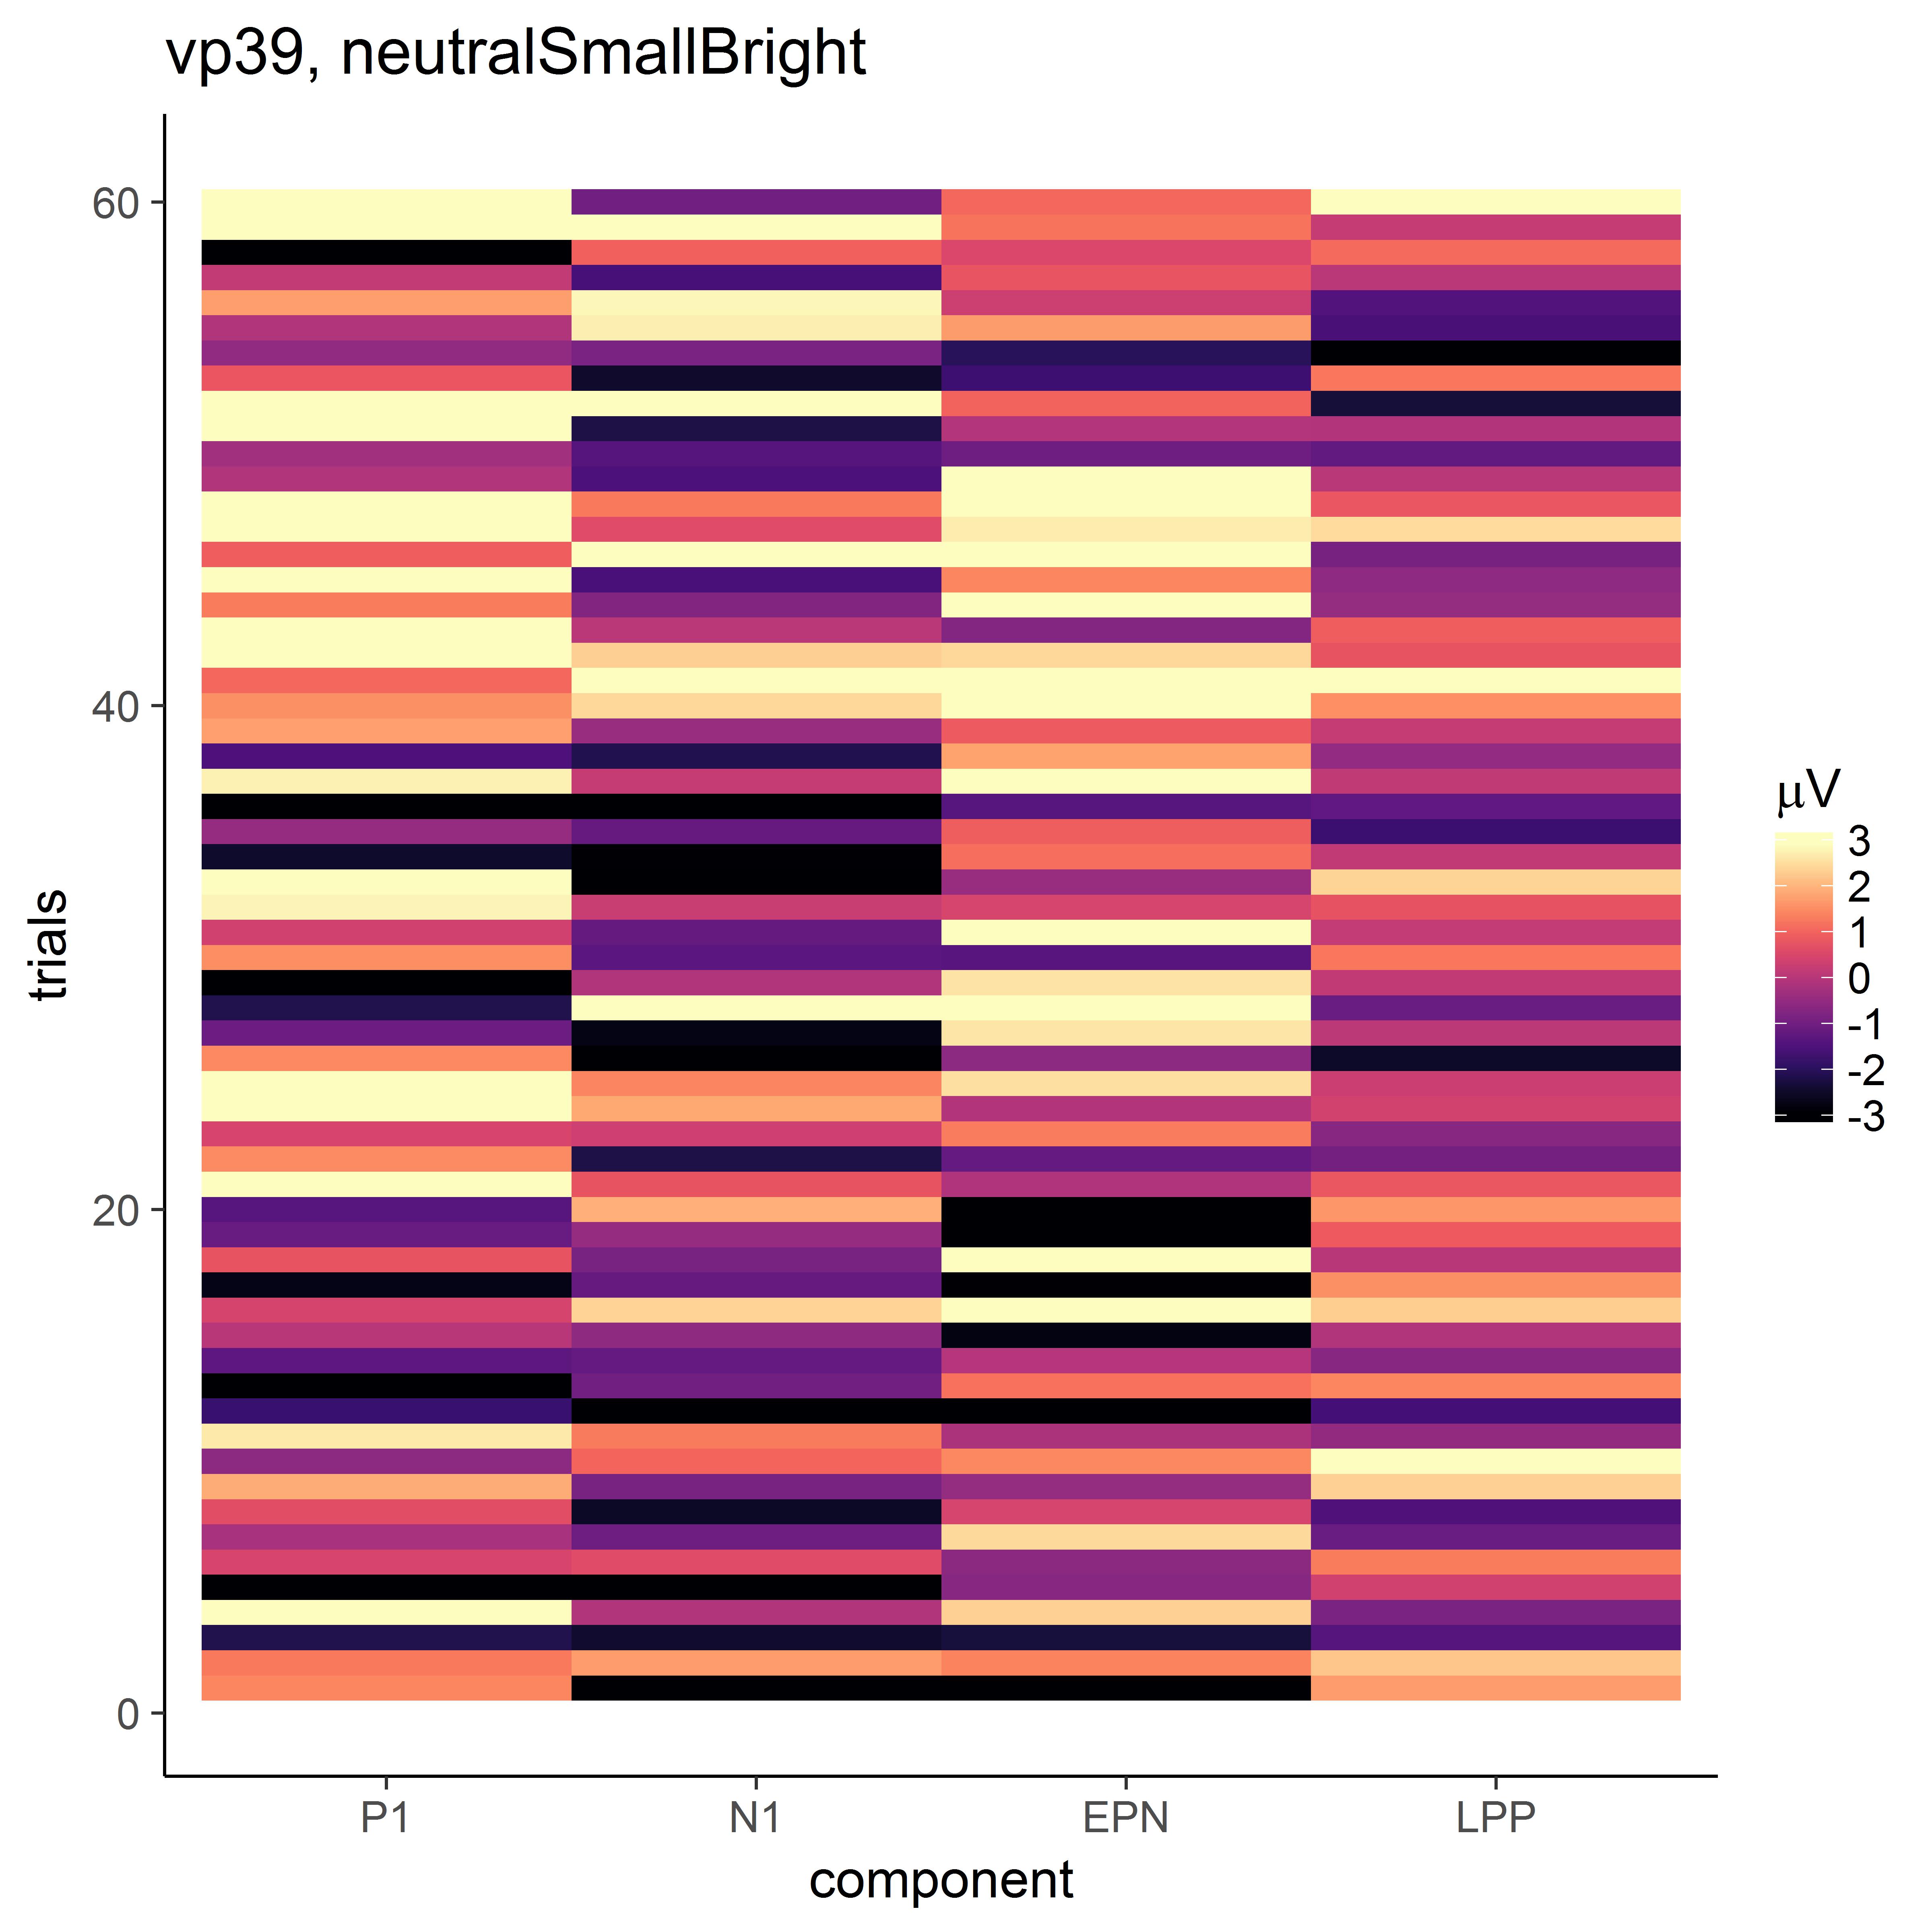 vp39, neutralSmallBright
60
40
20
0
trials
P1 N1 EPN LPP
component
μV
3
2
1
0
-1
-2
-3